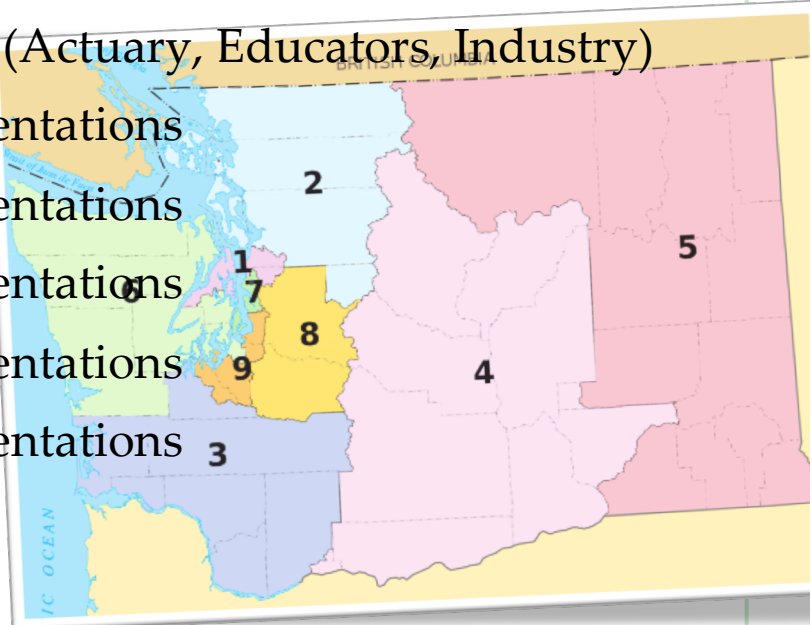 (Actuary, Educators, Industry)
BRITISH COLUMBIA
entations
2
entations
5
1
entations
6
7
8
entations
9
4
entations
3
IC OCEAN